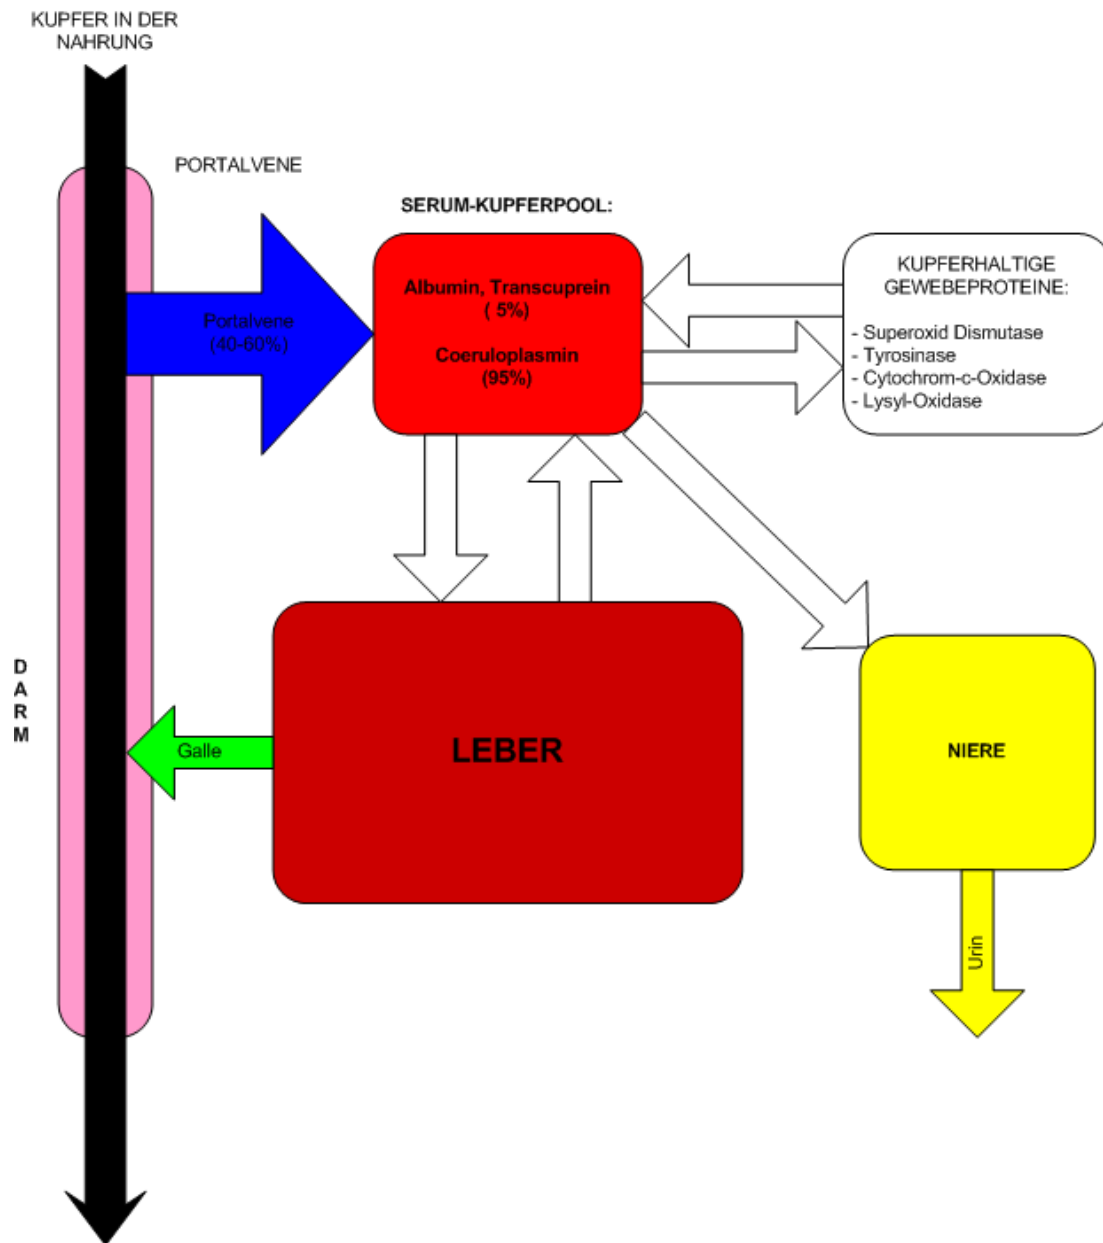 KUPFER IN DER
NAHRUNG
PORTALVENE
SERUM-KUPFERPOOL:
Portalvene
(40-60%)
Albumin, Transcuprein
( 5%)
Coeruloplasmin
(95%)
KUPFERHALTIGE
GEWEBEPROTEINE:
- Superoxid Dismutase
- Tyrosinase
- Cytochrom-c-Oxidase
- Lysyl-Oxidase
D
A
R
M
Galle
LEBER
NIERE
Urin